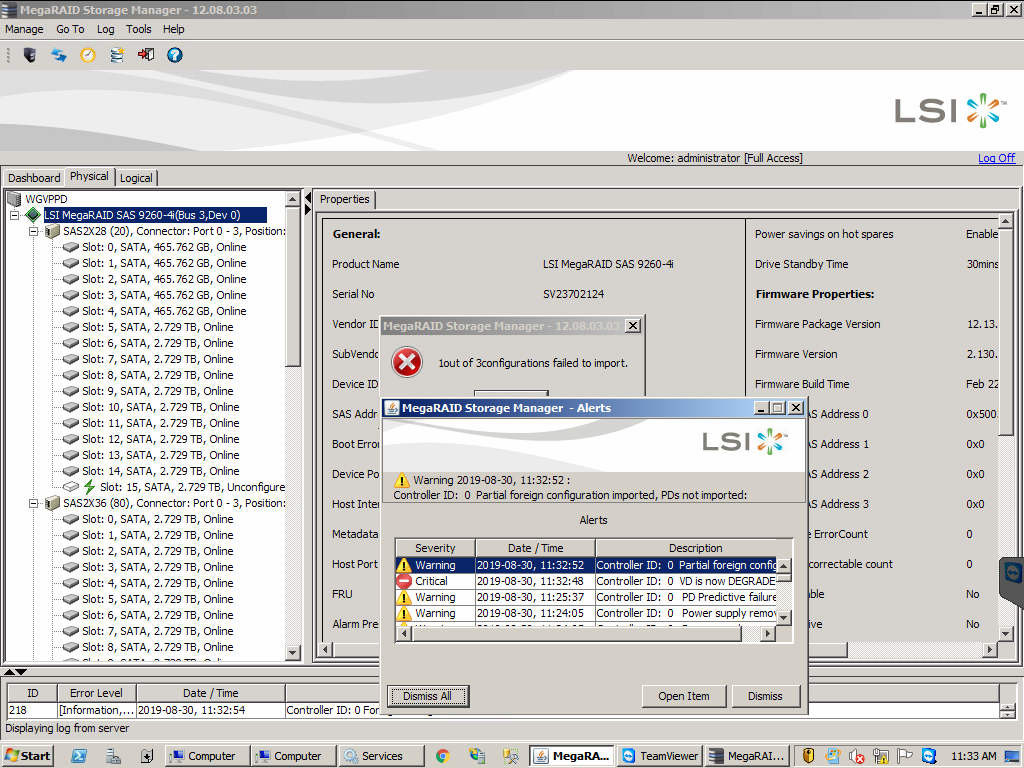 MegaRAID Storage Manager - 12.08.03.03
Manage Go To Log Tools Help
LSI
Welcome: administrator [Full Access] Log Off
Dashboard Physical Logical
WGVPPD
LSI MegaRAID SAS 9260-4i(Bus 3,Dev 0)
SAS2X28 (20), Connector: Port 0 - 3, Position:
Slot: 0, SATA, 465.762 GB, Online
Slot: 1, SATA, 465.762 GB, Online
Slot: 2, SATA, 465.762 GB, Online
Slot: 3, SATA, 465.762 GB, Online
Slot: 4, SATA, 465.762 GB, Online
Slot: 5, SATA, 2.729 TB, Online
Slot: 6, SATA, 2.729 TB, Online
Slot: 7, SATA, 2.729 TB, Online
Slot: 8, SATA, 2.729 TB, Online
Slot: 9, SATA, 2.729 TB, Online
Slot: 10, SATA, 2.729 TB, Online
Slot: 11, SATA, 2.729 TB, Online
Slot: 12, SATA, 2.729 TB, Online
Slot: 13, SATA, 2.729 TB, Online
Slot: 14, SATA, 2.729 TB, Online
Slot: 15, SATA, 2.729 TB, Unconfigure
SAS2X36 (80), Connector: Port 0 - 3, Position:
Slot: 0, SATA, 2.729 TB, Online
Slot: 1, SATA, 2.729 TB, Online
Slot: 2, SATA, 2.729 TB, Online
Slot: 3, SATA, 2.729 TB, Online
Slot: 4, SATA, 2.729 TB, Online
Slot: 5, SATA, 2.729 TB, Online
Slot: 6, SATA, 2.729 TB, Online
Slot: 7, SATA, 2.729 TB, Online
Slot: 8, SATA, 2.729 TB, Online
Properties
General:
Product Name LSI MegaRAID SAS 9260-4i
Serial No SV23702124
Vendor ID
SubVendo
Device ID
SAS Addr
Boot Erro
Device Po
Host Inter
Metadata
Host Port
FRU
Alarm Pre
Power savings on hot spares Enable
Drive Standby Time 30mins
Firmware Properties:
Firmware Package Version 12.13.
Firmware Version 2.130.
Firmware Build Time Feb 22
AS Address 0 0x500
AS Address 1 0x0
AS Address 2 0x0
AS Address 3 0x0
e ErrorCount 0
correctable count 0
ble No
ive No
MegaRAID Storage Manager - 12.08.03.03
1out of 3configurations failed to import.
MegaRAID Storage Manager - Alerts
LSI
Warning 2019-08-30, 11:32:52 :
Controller ID: 0 Partial foreign configuration imported, PDs not imported:
Alerts
Severity Date / Time Description
Warning 2019-08-30, 11:32:52 Controller ID: 0 Partial foreign config
Critical 2019-08-30, 11:32:48 Controller ID: 0 VD is now DEGRADE
Warning 2019-08-30, 11:25:37 Controller ID: 0 PD Predictive failure
Warning 2019-08-30, 11:24:05 Controller ID: 0 Power supply remov
Dismiss All Open Item Dismiss
ID Error Level Date / Time
218 [Information,... 2019-08-30, 11:32:54 Controller ID: 0 For
Displaying log from server
Start Computer Computer Services MegaRA... TeamViewer MegaRAI... 11:33 AM